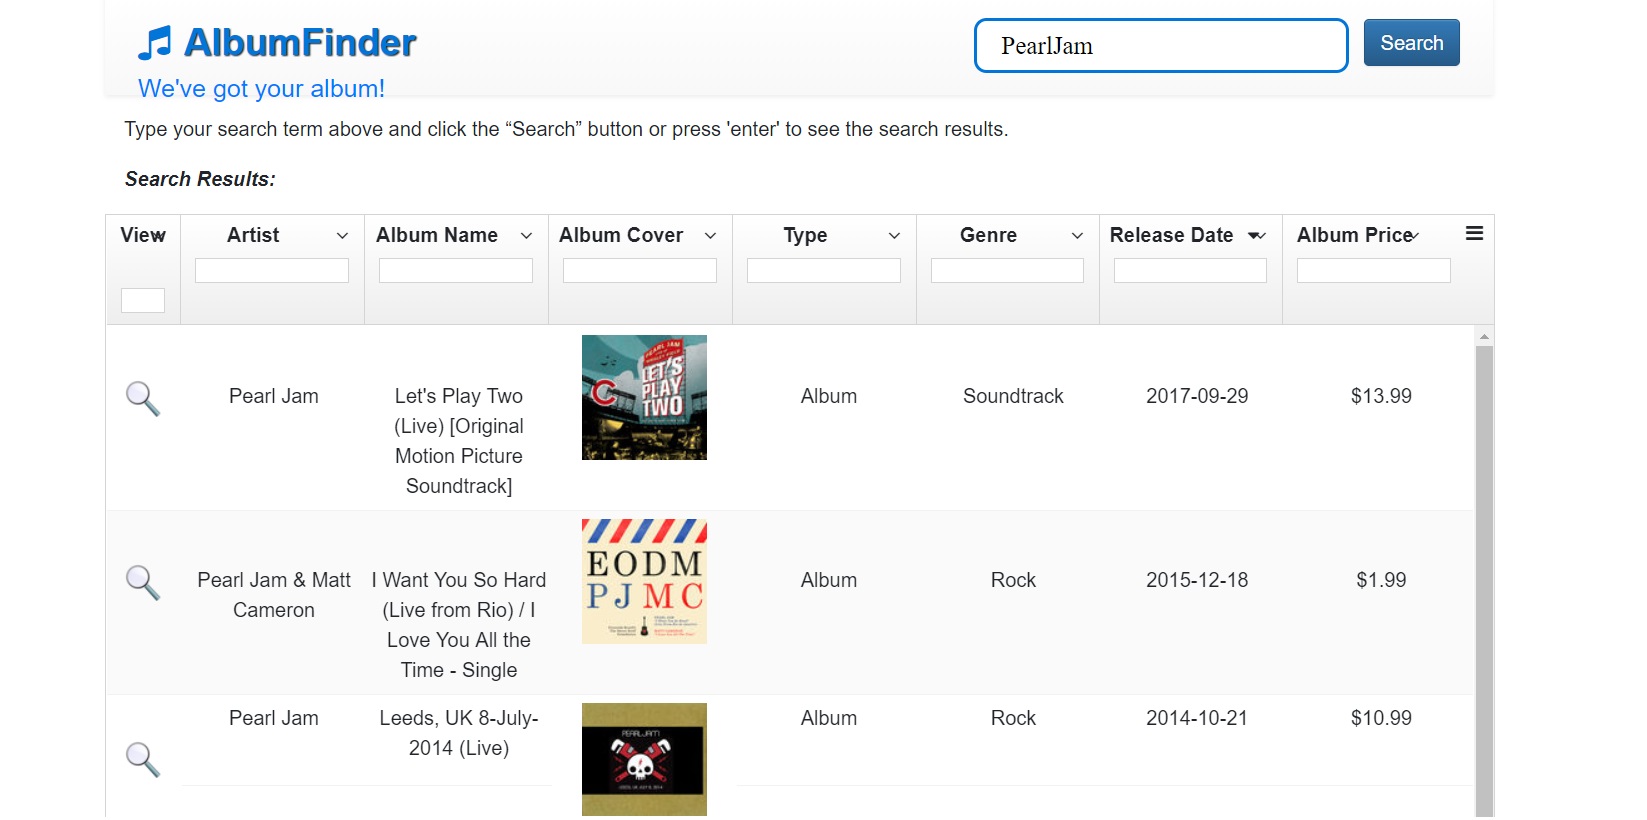 AlbumFinder
PearlJam
Search
We've got your album!
Type your search term above and click the “Search” button or press 'enter' to see the search results.
Search Results:
View Artist Album Name Album Cover Type Genre Release Date Album Price
PEARL JAM
LET'S
PLAY
TWO
Pearl Jam
Let's Play Two
(Live) [Original
Motion Picture
Soundtrack]
Album
Soundtrack
2017-09-29
$13.99
EODM
PJ MC
Pearl Jam & Matt
Cameron
I Want You So Hard
(Live from Rio) / I
Love You All the
Time - Single
Album
Rock
2015-12-18
$1.99
Pearl Jam
Leeds, UK 8-July-
2014 (Live)
PEARL JAM
Album
Rock
2014-10-21
$10.99